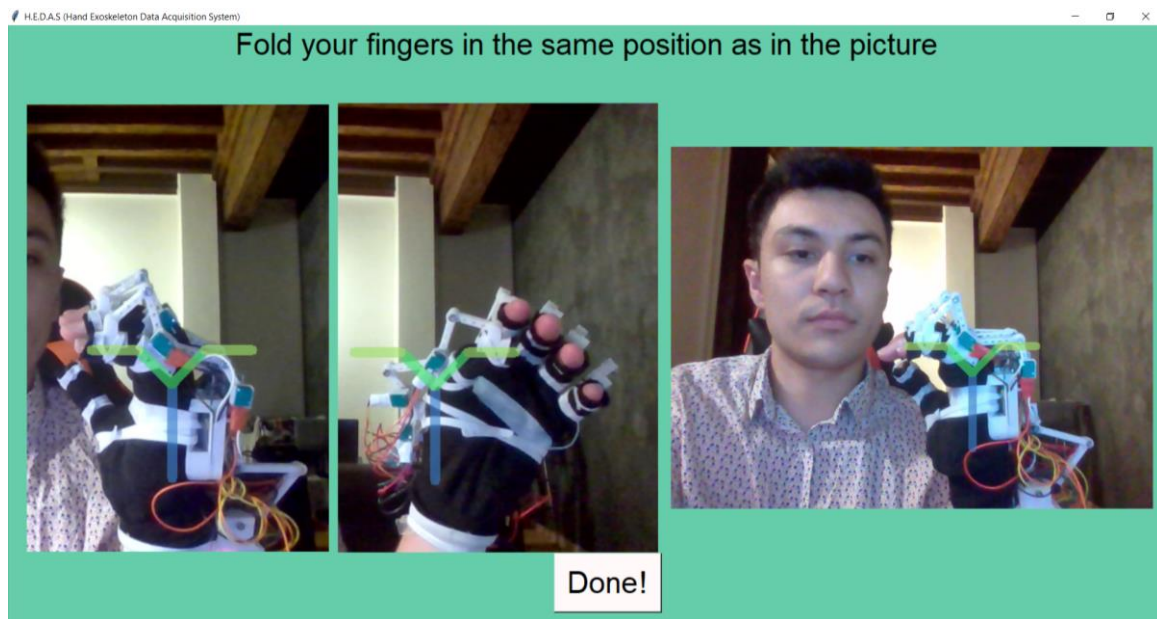 H.E.D.A.S (Hand Exoskeleton Data Acquisition System)
Fold your fingers in the same position as in the picture
Done!